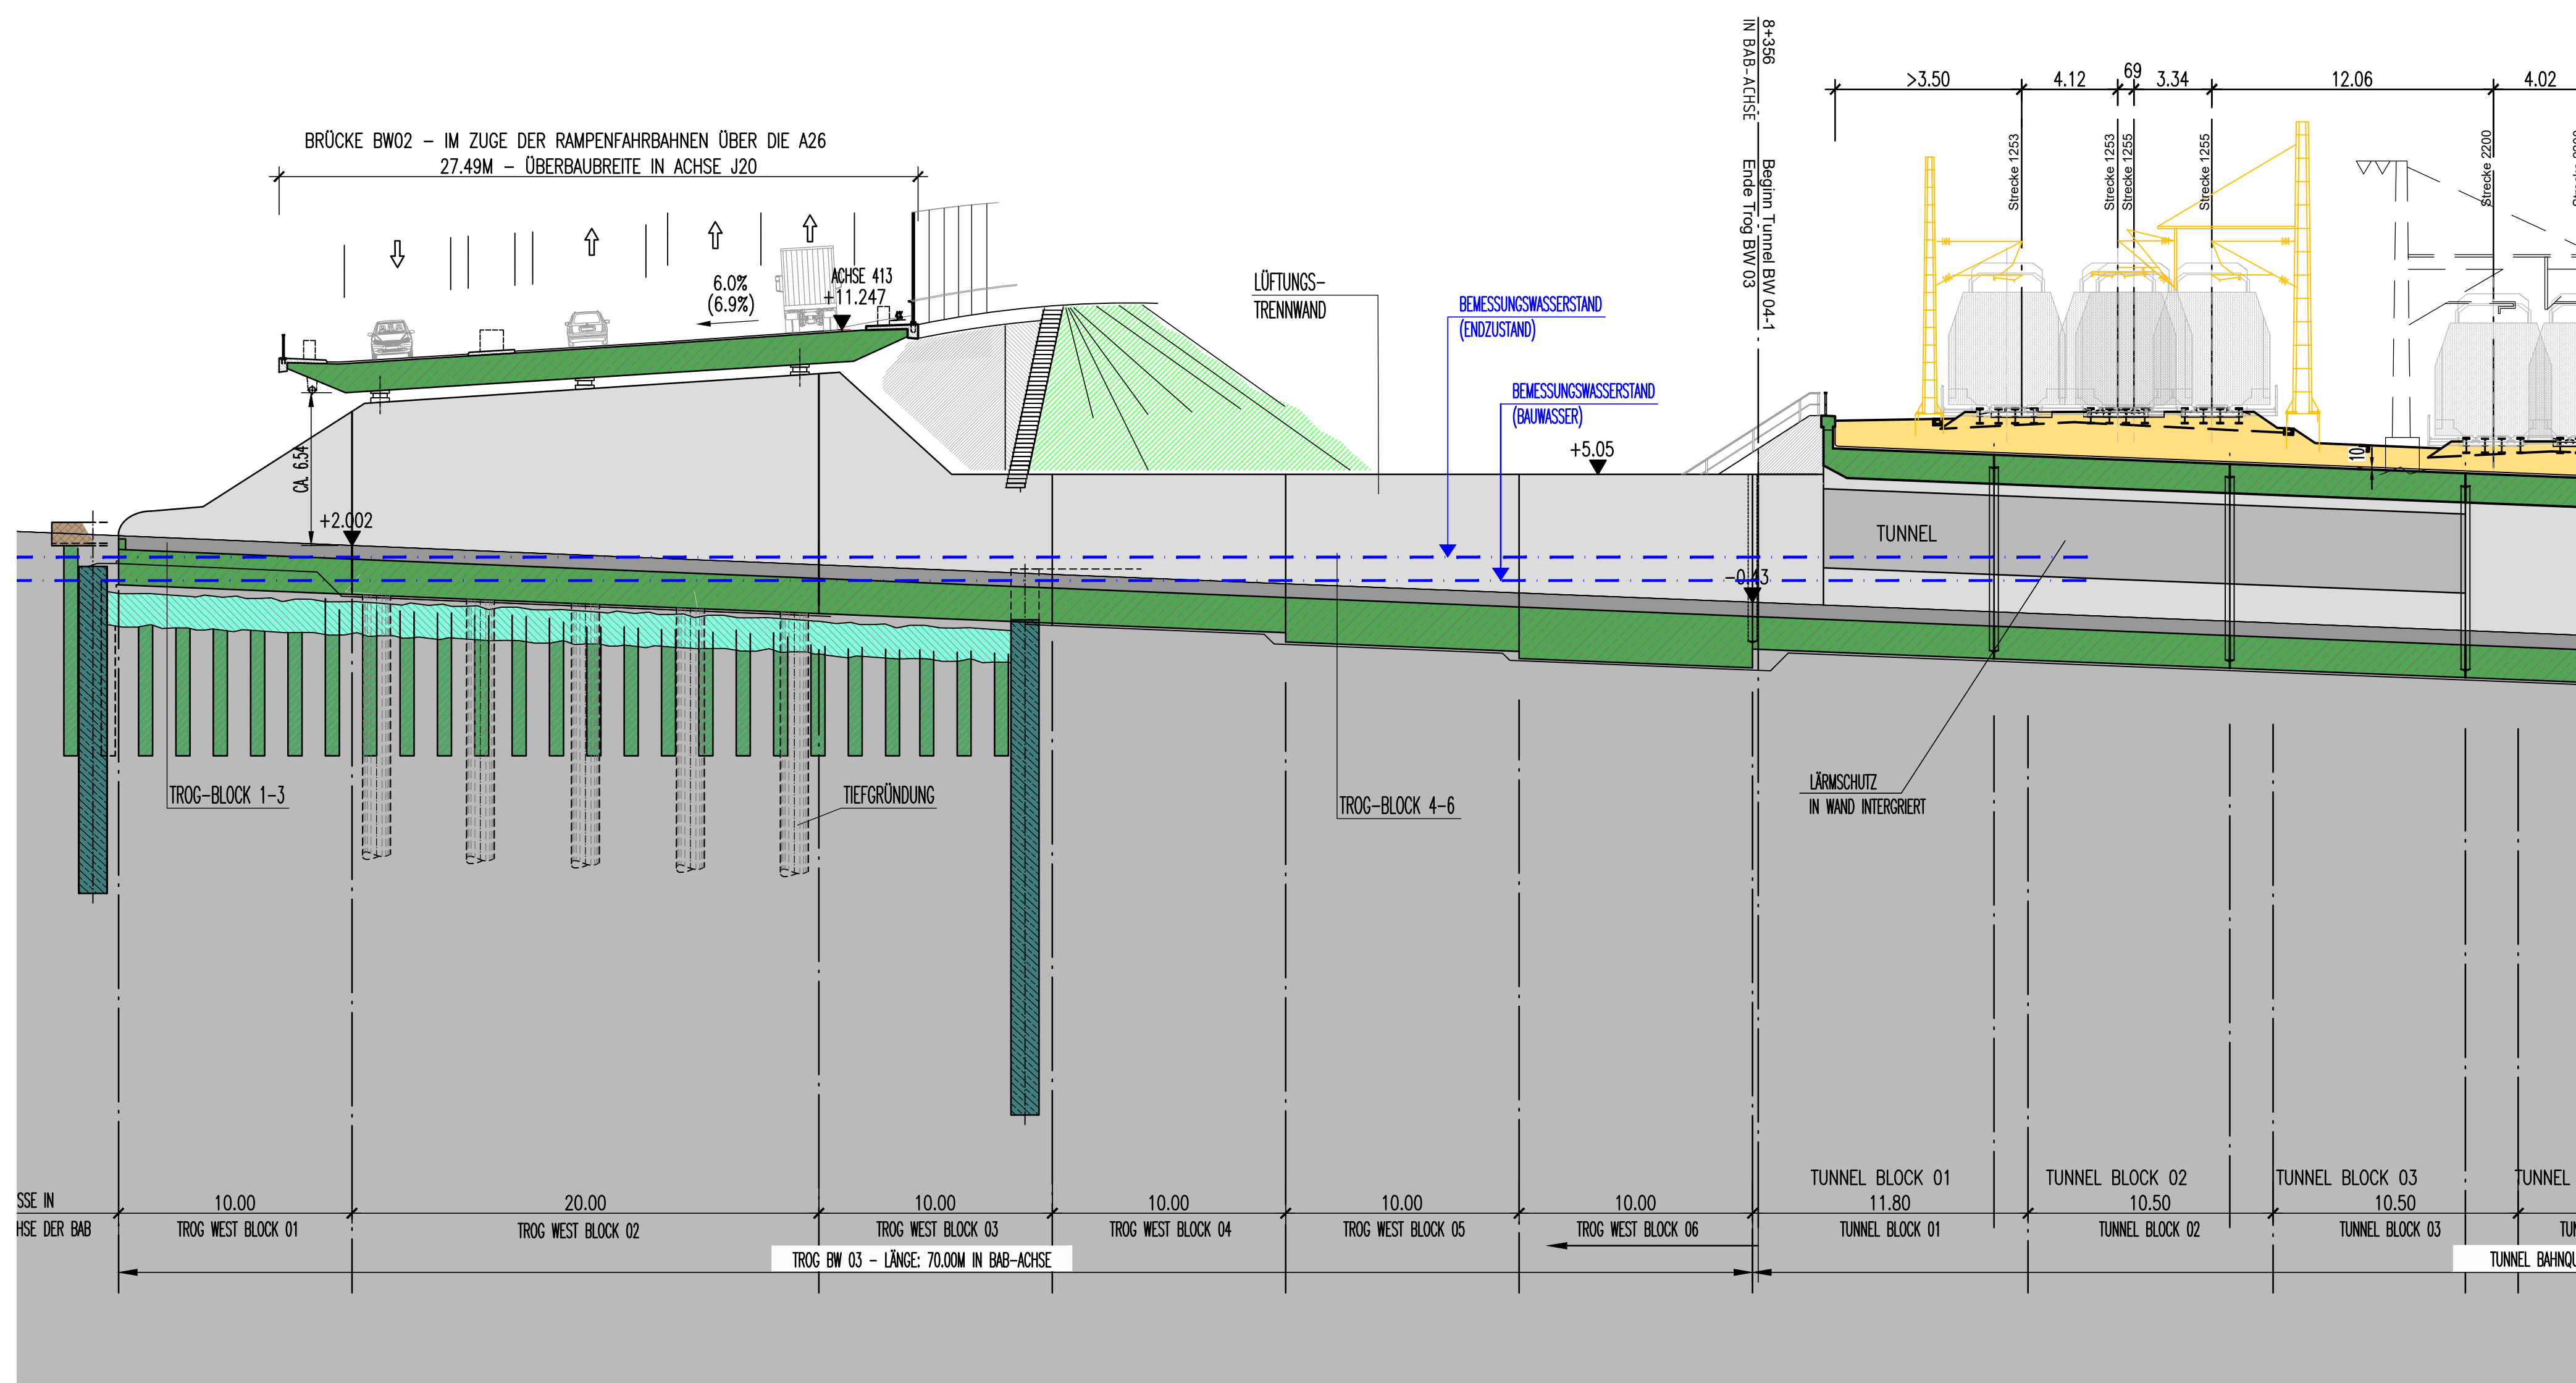 8+356
IN BAB-ACHSE
Beginn Tunnel BW 04-1
Ende Trog BW 03
>3.50
4.12
69
3.34
12.06
4.02
Strecke 1253
Strecke 1253
Strecke 1255
Strecke 1255
Strecke 2200
BRÜCKE BW02 – IM ZUGE DER RAMPENFAHRBAHNEN ÜBER DIE A26
27.49M – ÜBERBAUBREITE IN ACHSE J20
6.0%
(6.9%)
ACHSE 413
+11.247
LÜFTUNGS-
TRENNWAND
BEMESSUNGSWASSERSTAND
(ENDZUSTAND)
BEMESSUNGSWASSERSTAND
(BAUWASSER)
+5.05
10
CA. 6.54
+2.002
TUNNEL
-0.43
TROG-BLOCK 1-3
TIEFGRÜNDUNG
TROG-BLOCK 4-6
LÄRMSCHUTZ
IN WAND INTERGRIERT
TUNNEL BLOCK 01
TUNNEL BLOCK 02
TUNNEL BLOCK 03
TUNNEL
SSE IN
10.00
20.00
10.00
10.00
10.00
10.00
11.80
10.50
10.50
HSE DER BAB
TROG WEST BLOCK 01
TROG WEST BLOCK 02
TROG WEST BLOCK 03
TROG WEST BLOCK 04
TROG WEST BLOCK 05
TROG WEST BLOCK 06
TUNNEL BLOCK 01
TUNNEL BLOCK 02
TUNNEL BLOCK 03
TROG BW 03 – LÄNGE: 70.00M IN BAB-ACHSE
TUNNEL BAHNQU